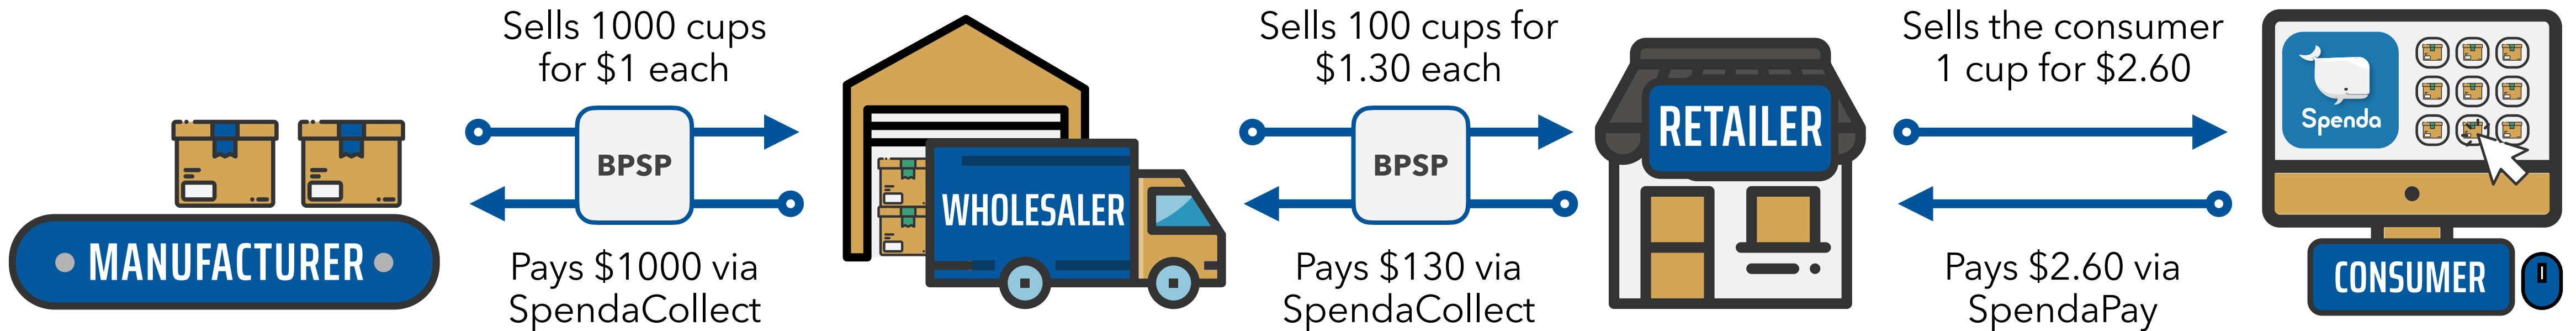 Sells 1000 cups
for $1 each
BPSP
Pays $1000 via
SpendaCollect
MANUFACTURER
Sells 100 cups for
$1.30 each
BPSP
Pays $130 via
SpendaCollect
WHOLESALER
RETAILER
Sells the consumer
1 cup for $2.60
Pays $2.60 via
SpendaPay
Spenda
CONSUMER